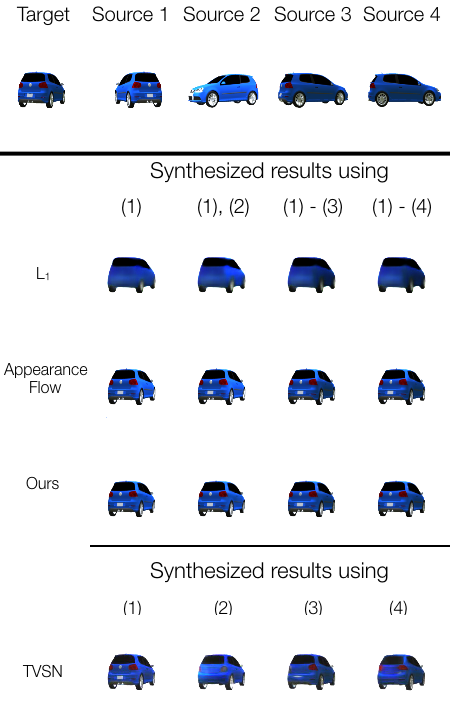 Target Source 1 Source 2 Source 3 Source 4
Synthesized results using
(1) (1), (2) (1) - (3) (1) - (4)
L₁
Appearance
Flow
Ours
Synthesized results using
(1) (2) (3) (4)
TVSN